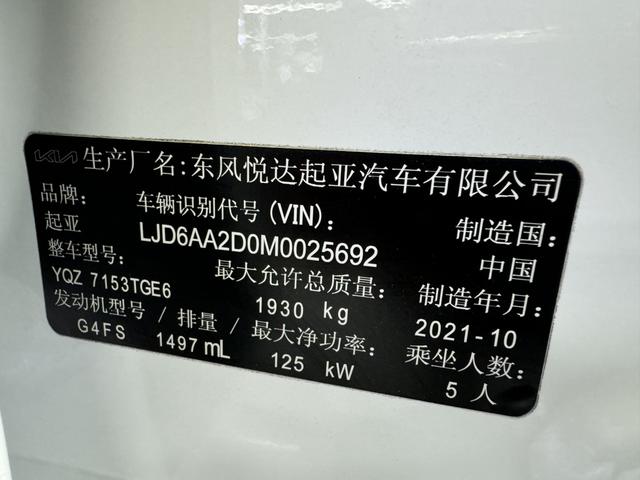 KIA 生产厂名:东风悦达起亚汽车有限公司
品牌: 车辆识别代号(VIN): 制造国:
起亚 LJD6AA2D0M0025692 中国
整车型号: 最大允许总质量: 制造年月:
YQZ 7153TGE6 1930 kg 2021-10
发动机型号 / 排量 / 最大净功率: 乘坐人数:
G4FS 1497 mL 125 kW 5 人